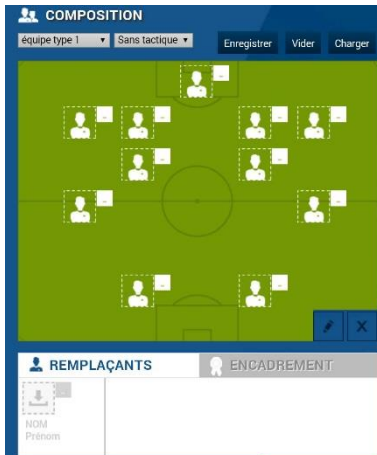 COMPOSITION
équipe type 1 Sans tactique Enregistrer Vider Charger
REMPLAÇANTS ENCADREMENT
NOM
Prénom